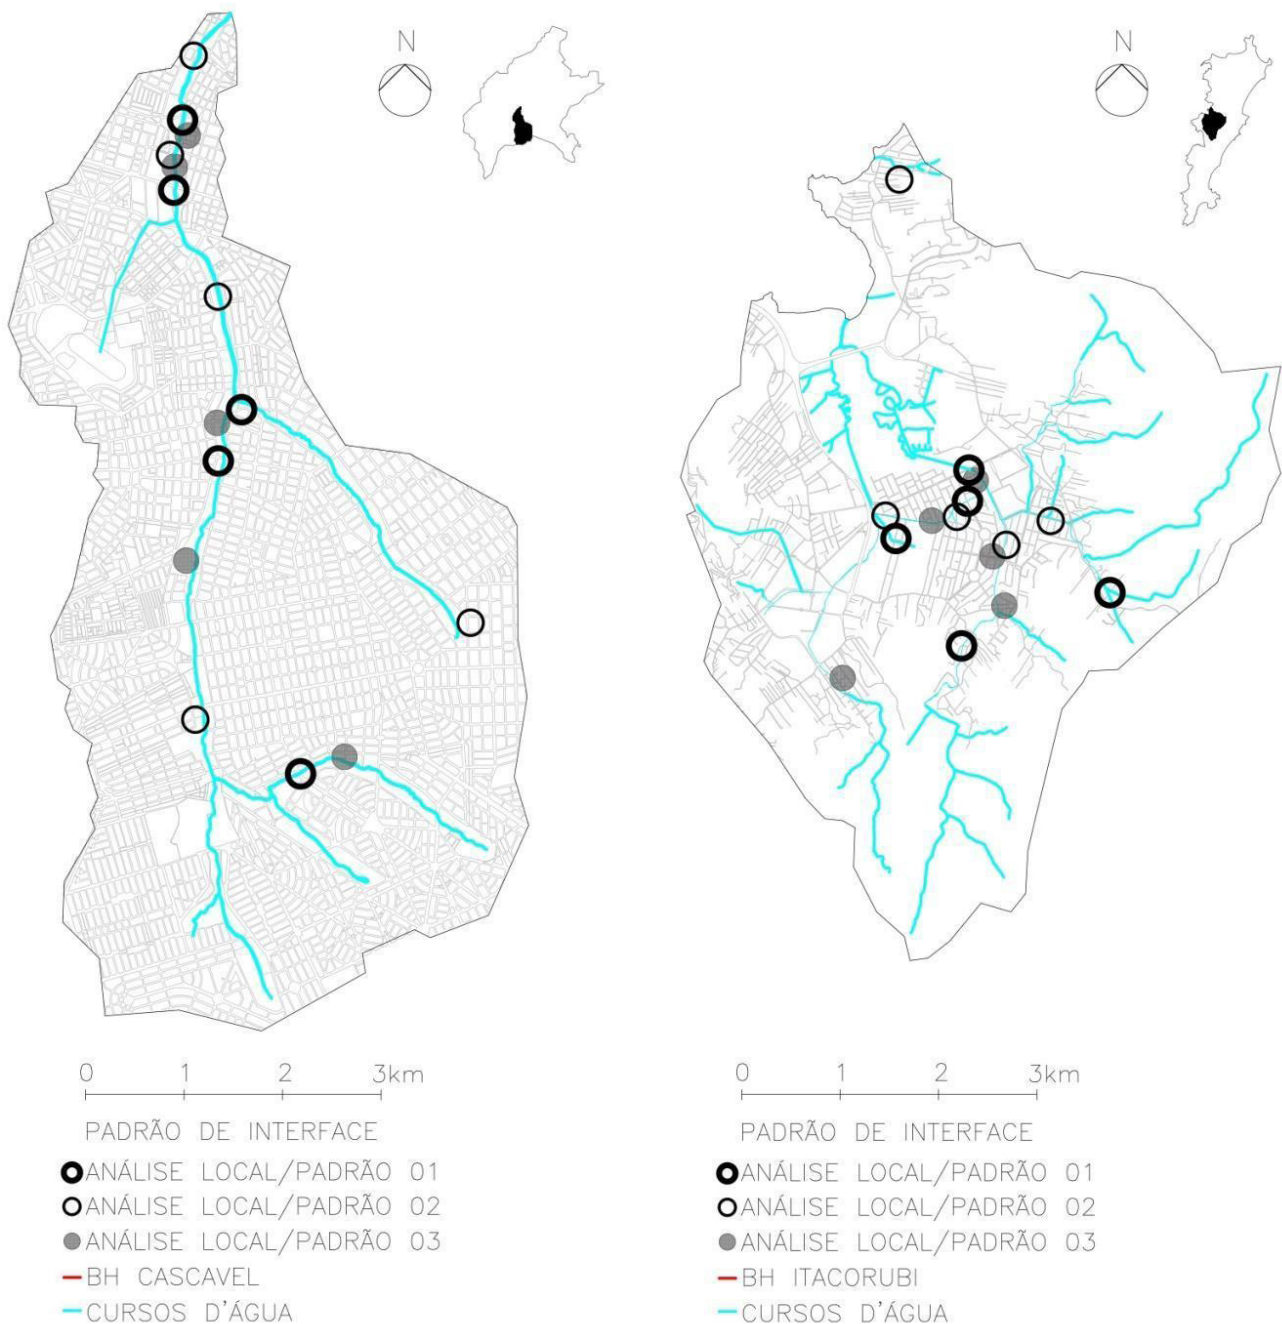 N
N
0 1 2 3km
PADRÃO DE INTERFACE
ANÁLISE LOCAL/PADRÃO 01
ANÁLISE LOCAL/PADRÃO 02
ANÁLISE LOCAL/PADRÃO 03
BH CASCAVEL
CURSOS D'ÁGUA
0 1 2 3km
PADRÃO DE INTERFACE
ANÁLISE LOCAL/PADRÃO 01
ANÁLISE LOCAL/PADRÃO 02
ANÁLISE LOCAL/PADRÃO 03
BH ITACORUBI
CURSOS D'ÁGUA